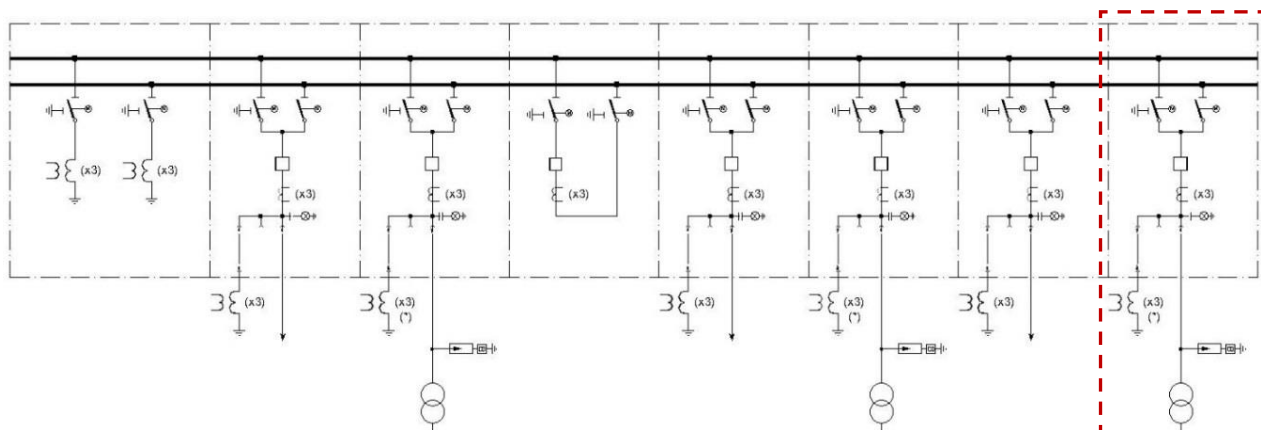 (x3) (x3)
(x3) (x3) (x3) (x3) (x3) (x3) (x3)
(x3) (x3) (x3) (x3) (x3) (x3)
(*) (*) (*)